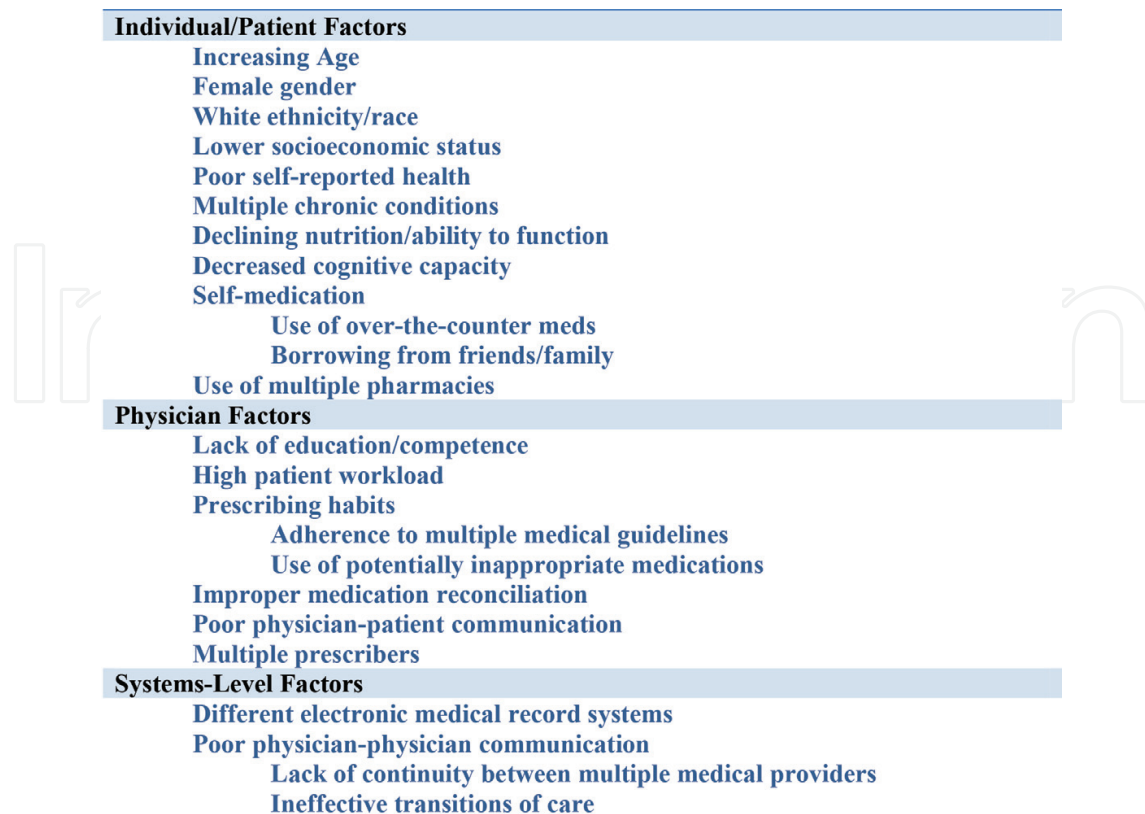 Individual/Patient Factors
Increasing Age
Female gender
White ethnicity/race
Lower socioeconomic status
Poor self-reported health
Multiple chronic conditions
Declining nutrition/ability to function
Decreased cognitive capacity
Self-medication
Use of over-the-counter meds
Borrowing from friends/family
Use of multiple pharmacies
Physician Factors
Lack of education/competence
High patient workload
Prescribing habits
Adherence to multiple medical guidelines
Use of potentially inappropriate medications
Improper medication reconciliation
Poor physician-patient communication
Multiple prescribers
Systems-Level Factors
Different electronic medical record systems
Poor physician-physician communication
Lack of continuity between multiple medical providers
Ineffective transitions of care